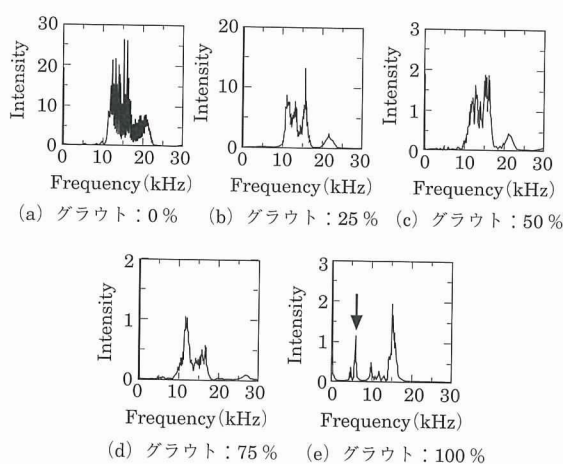 Intensity
30
20
10
0
0 10 20 30
Frequency(kHz)
(a) グラウト:0 %
Intensity
20
10
0
0 10 20 30
Frequency(kHz)
(b) グラウト:25 %
Intensity
3
2
1
0
0 10 20 30
Frequency(kHz)
(c) グラウト:50 %
Intensity
2
1
0
0 10 20 30
Frequency(kHz)
(d) グラウト:75 %
Intensity
3
2
1
0
0 10 20 30
Frequency(kHz)
(e) グラウト:100 %